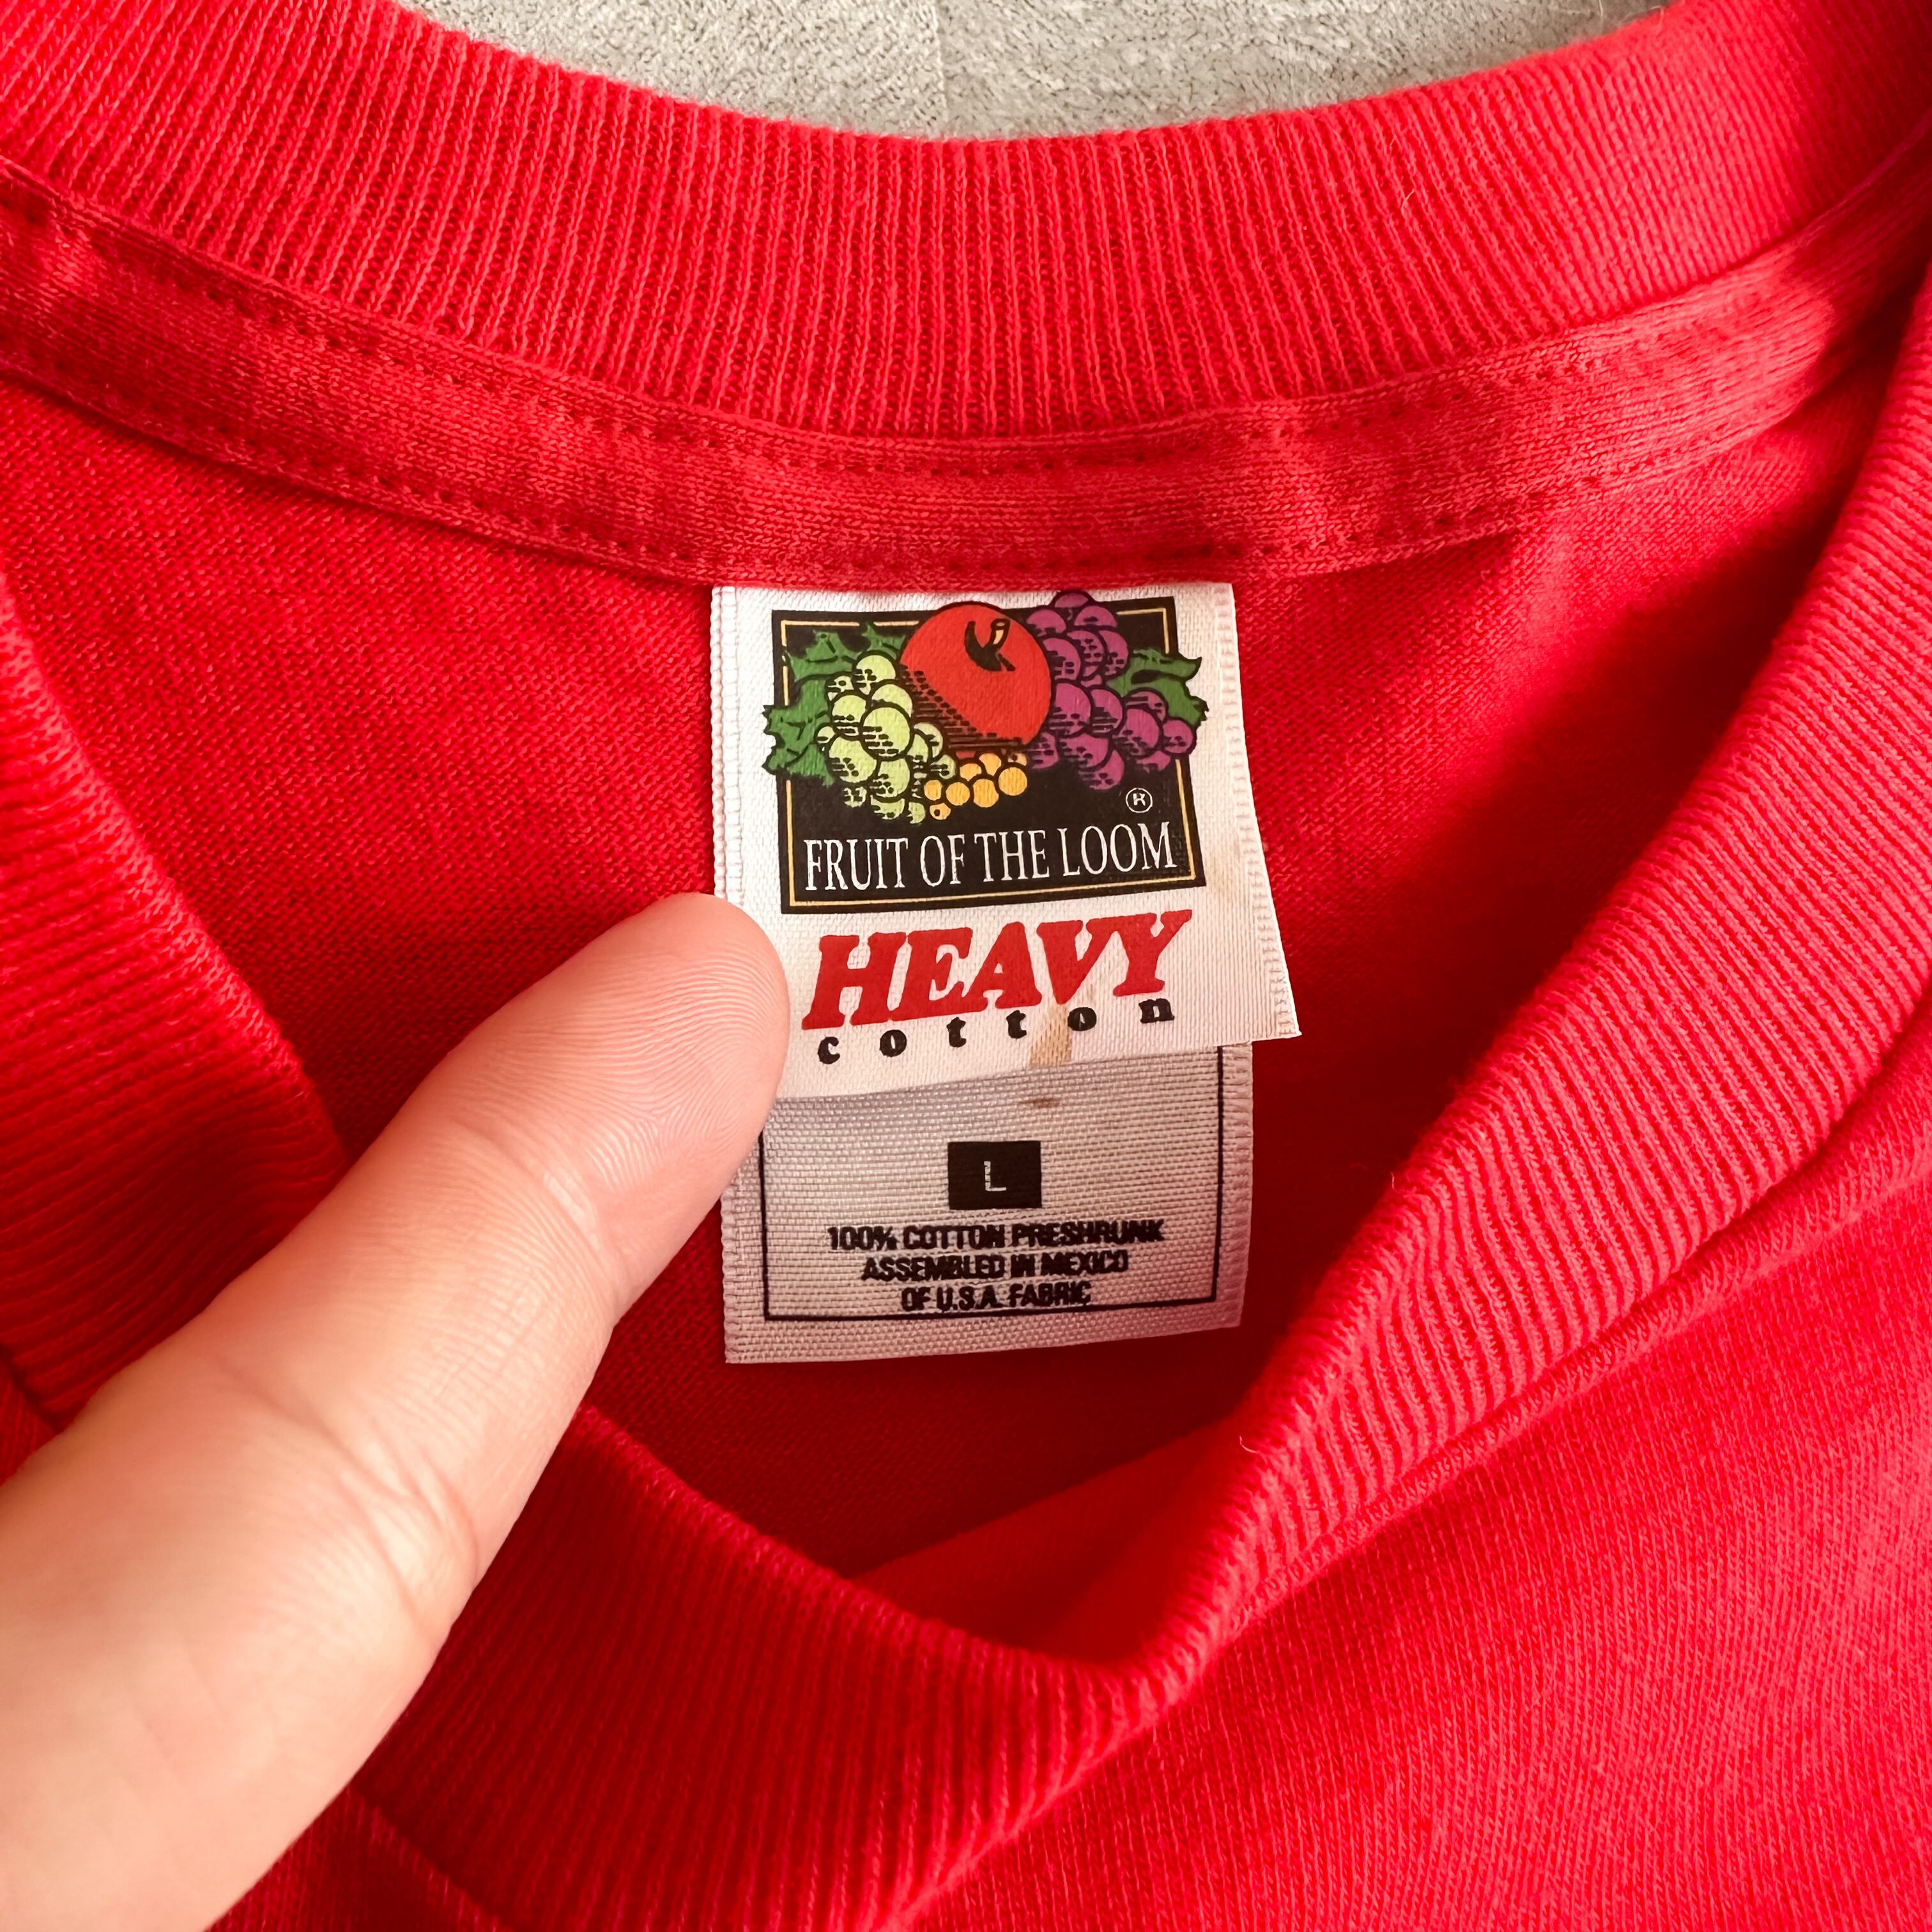 ®
FRUIT OF THE LOOM
HEAVY
cotton
L
100% COTTON PRESHRUNK
ASSEMBLED IN MEXICO
OF U.S.A. FABRIC